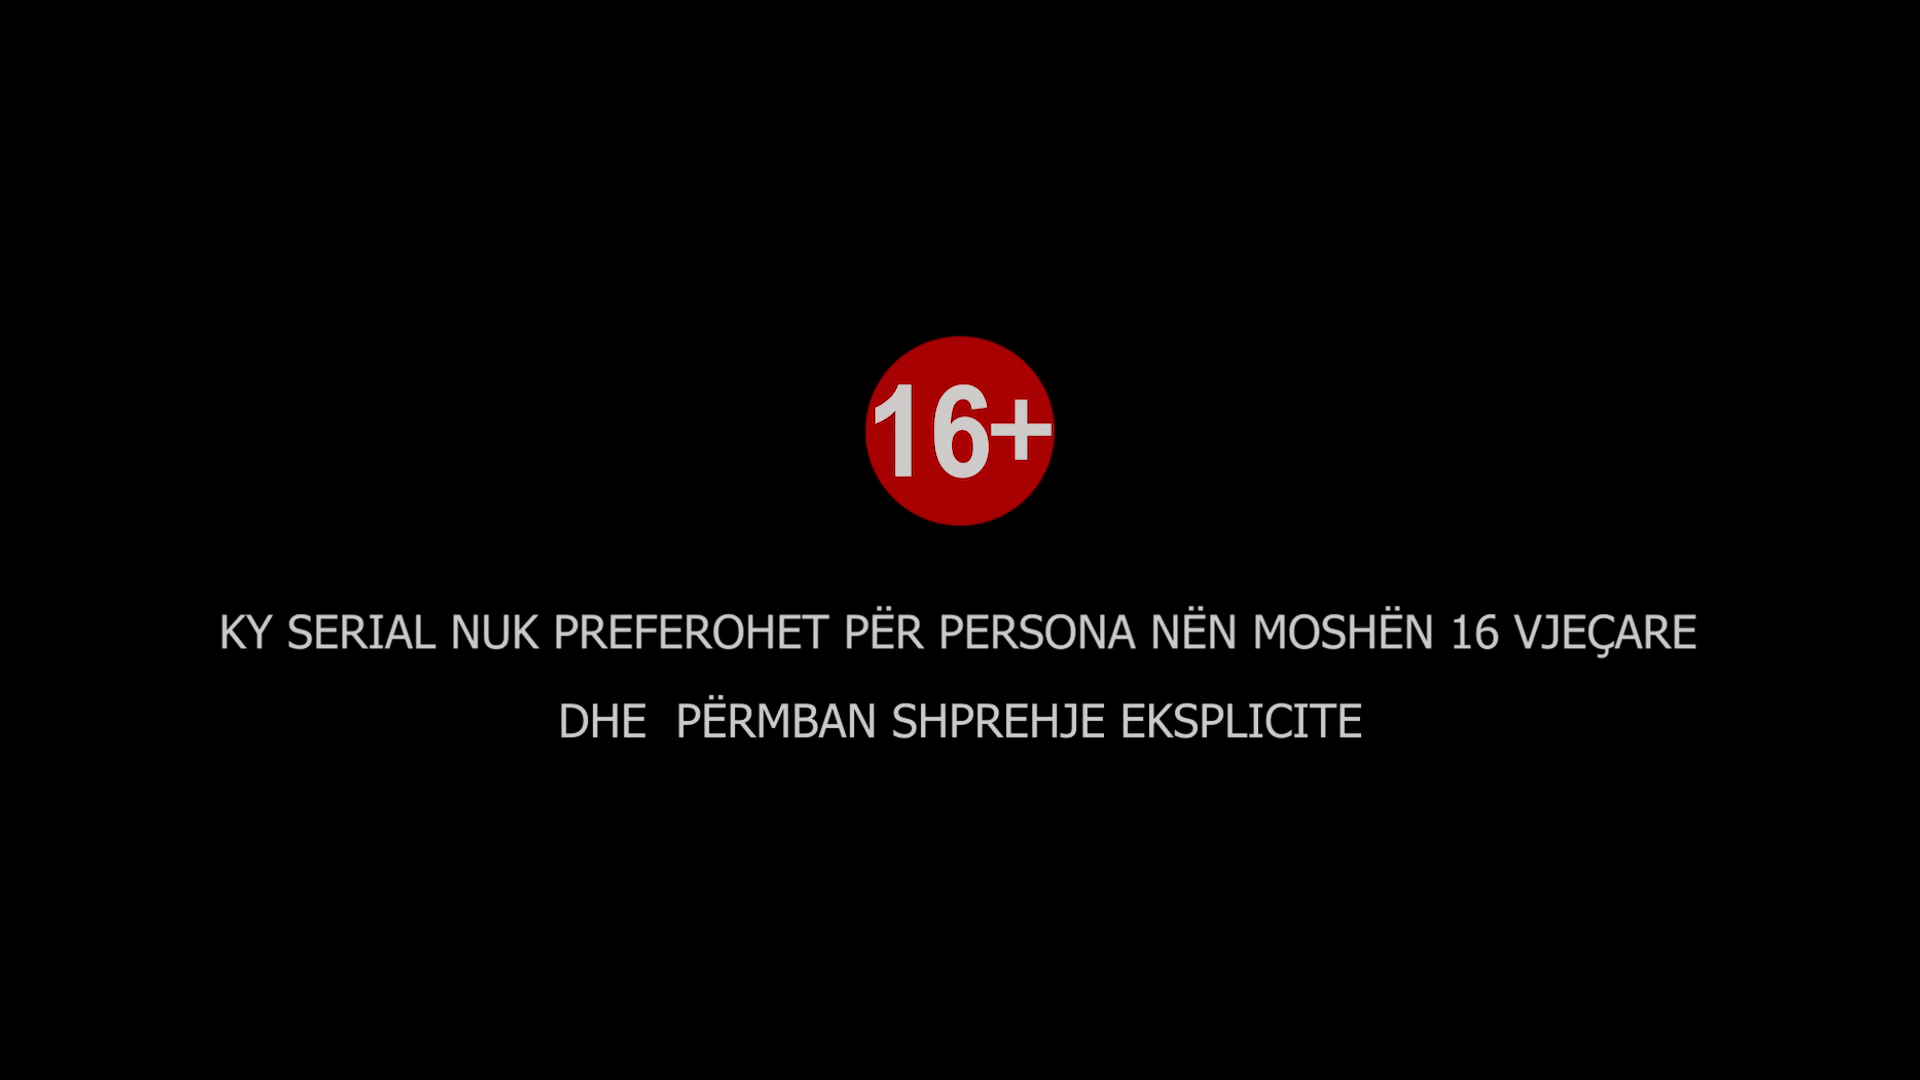 16+
KY SERIAL NUK PREFEROHET PËR PERSONA NËN MOSHËN 16 VJEÇARE
DHE  PËRMBAN SHPREHJE EKSPLICITE